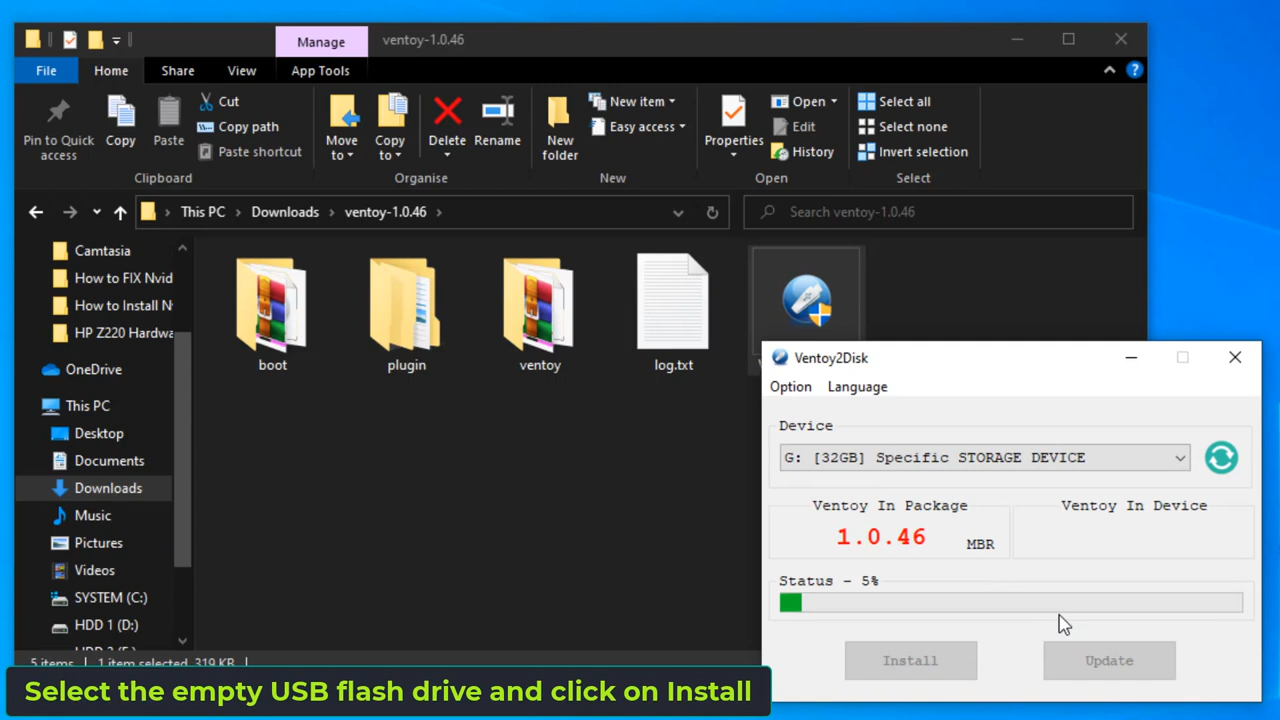 Manage
ventoy-1.0.46
File
Home
Share
View
App Tools
Pin to Quick
access
Copy
Paste
Cut
Copy path
Paste shortcut
Move
to
Copy
to
Delete
Rename
New
folder
New item
Easy access
Properties
Open
Edit
History
Select all
Select none
Invert selection
Clipboard
Organise
New
Open
Select
This PC
Downloads
ventoy-1.0.46
Search ventoy-1.0.46
Camtasia
How to FIX Nvid
How to Install N
HP Z220 Hardwa
OneDrive
This PC
Desktop
Documents
Downloads
Music
Pictures
Videos
SYSTEM (C:)
HDD 1 (D:)
boot
plugin
ventoy
log.txt
5 items
1 item selected 319 KB
Ventoy2Disk
Option
Language
Device
G: [32GB] Specific STORAGE DEVICE
Ventoy In Package
Ventoy In Device
1.0.46
MBR
Status - 5%
Install
Update
Select the empty USB flash drive and click on Install